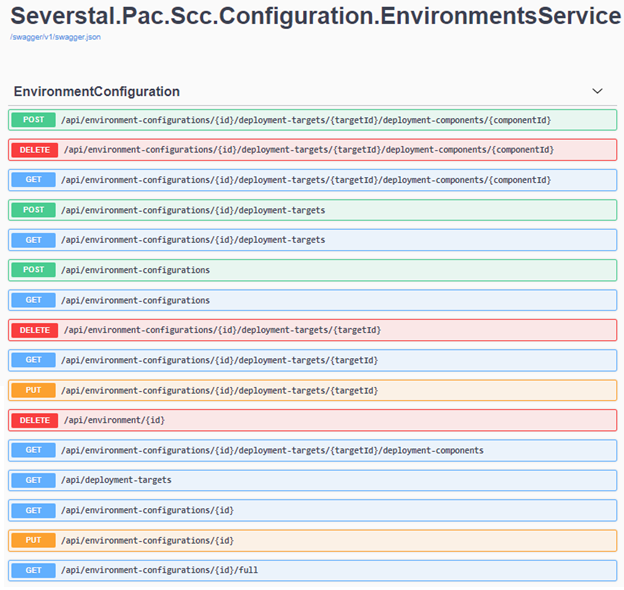 Severstal.Pac.Scc.Configuration.EnvironmentsService
/swagger/v1/swagger.json
EnvironmentConfiguration
POST /api/environment-configurations/{id}/deployment-targets/{targetId}/deployment-components/{componentId}
DELETE /api/environment-configurations/{id}/deployment-targets/{targetId}/deployment-components/{componentId}
GET /api/environment-configurations/{id}/deployment-targets/{targetId}/deployment-components/{componentId}
POST /api/environment-configurations/{id}/deployment-targets
GET /api/environment-configurations/{id}/deployment-targets
POST /api/environment-configurations
GET /api/environment-configurations
DELETE /api/environment-configurations/{id}/deployment-targets/{targetId}
GET /api/environment-configurations/{id}/deployment-targets/{targetId}
PUT /api/environment-configurations/{id}/deployment-targets/{targetId}
DELETE /api/environment/{id}
GET /api/environment-configurations/{id}/deployment-targets/{targetId}/deployment-components
GET /api/deployment-targets
GET /api/environment-configurations/{id}
PUT /api/environment-configurations/{id}
GET /api/environment-configurations/{id}/full